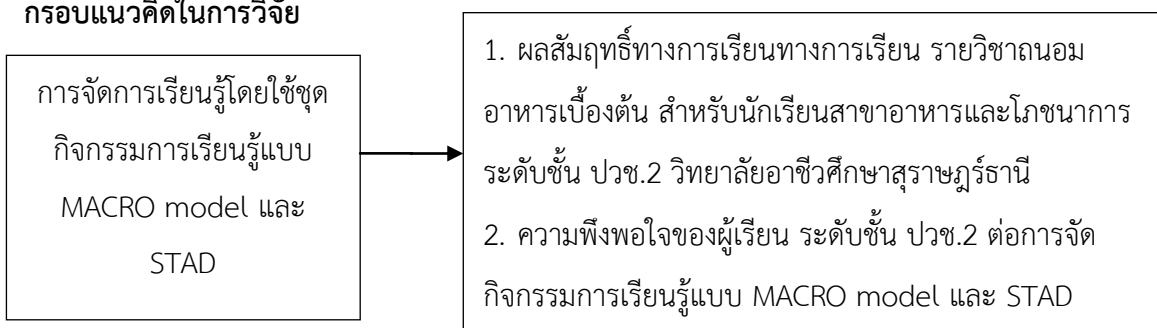 กรอบแนวคิดในการวิจัย
การจัดการเรียนรู้โดยใช้ชุด
กิจกรรมการเรียนรู้แบบ
MACRO model และ
STAD
1. ผลสัมฤทธิ์ทางการเรียนทางการเรียน รายวิชาถนอม
อาหารเบื้องต้น สำหรับนักเรียนสาขาอาหารและโภชนาการ
ระดับชั้น ปวช.2 วิทยาลัยอาชีวศึกษาสุราษฎร์ธานี
2. ความพึงพอใจของผู้เรียน ระดับชั้น ปวช.2 ต่อการจัด
กิจกรรมการเรียนรู้แบบ MACRO model และ STAD